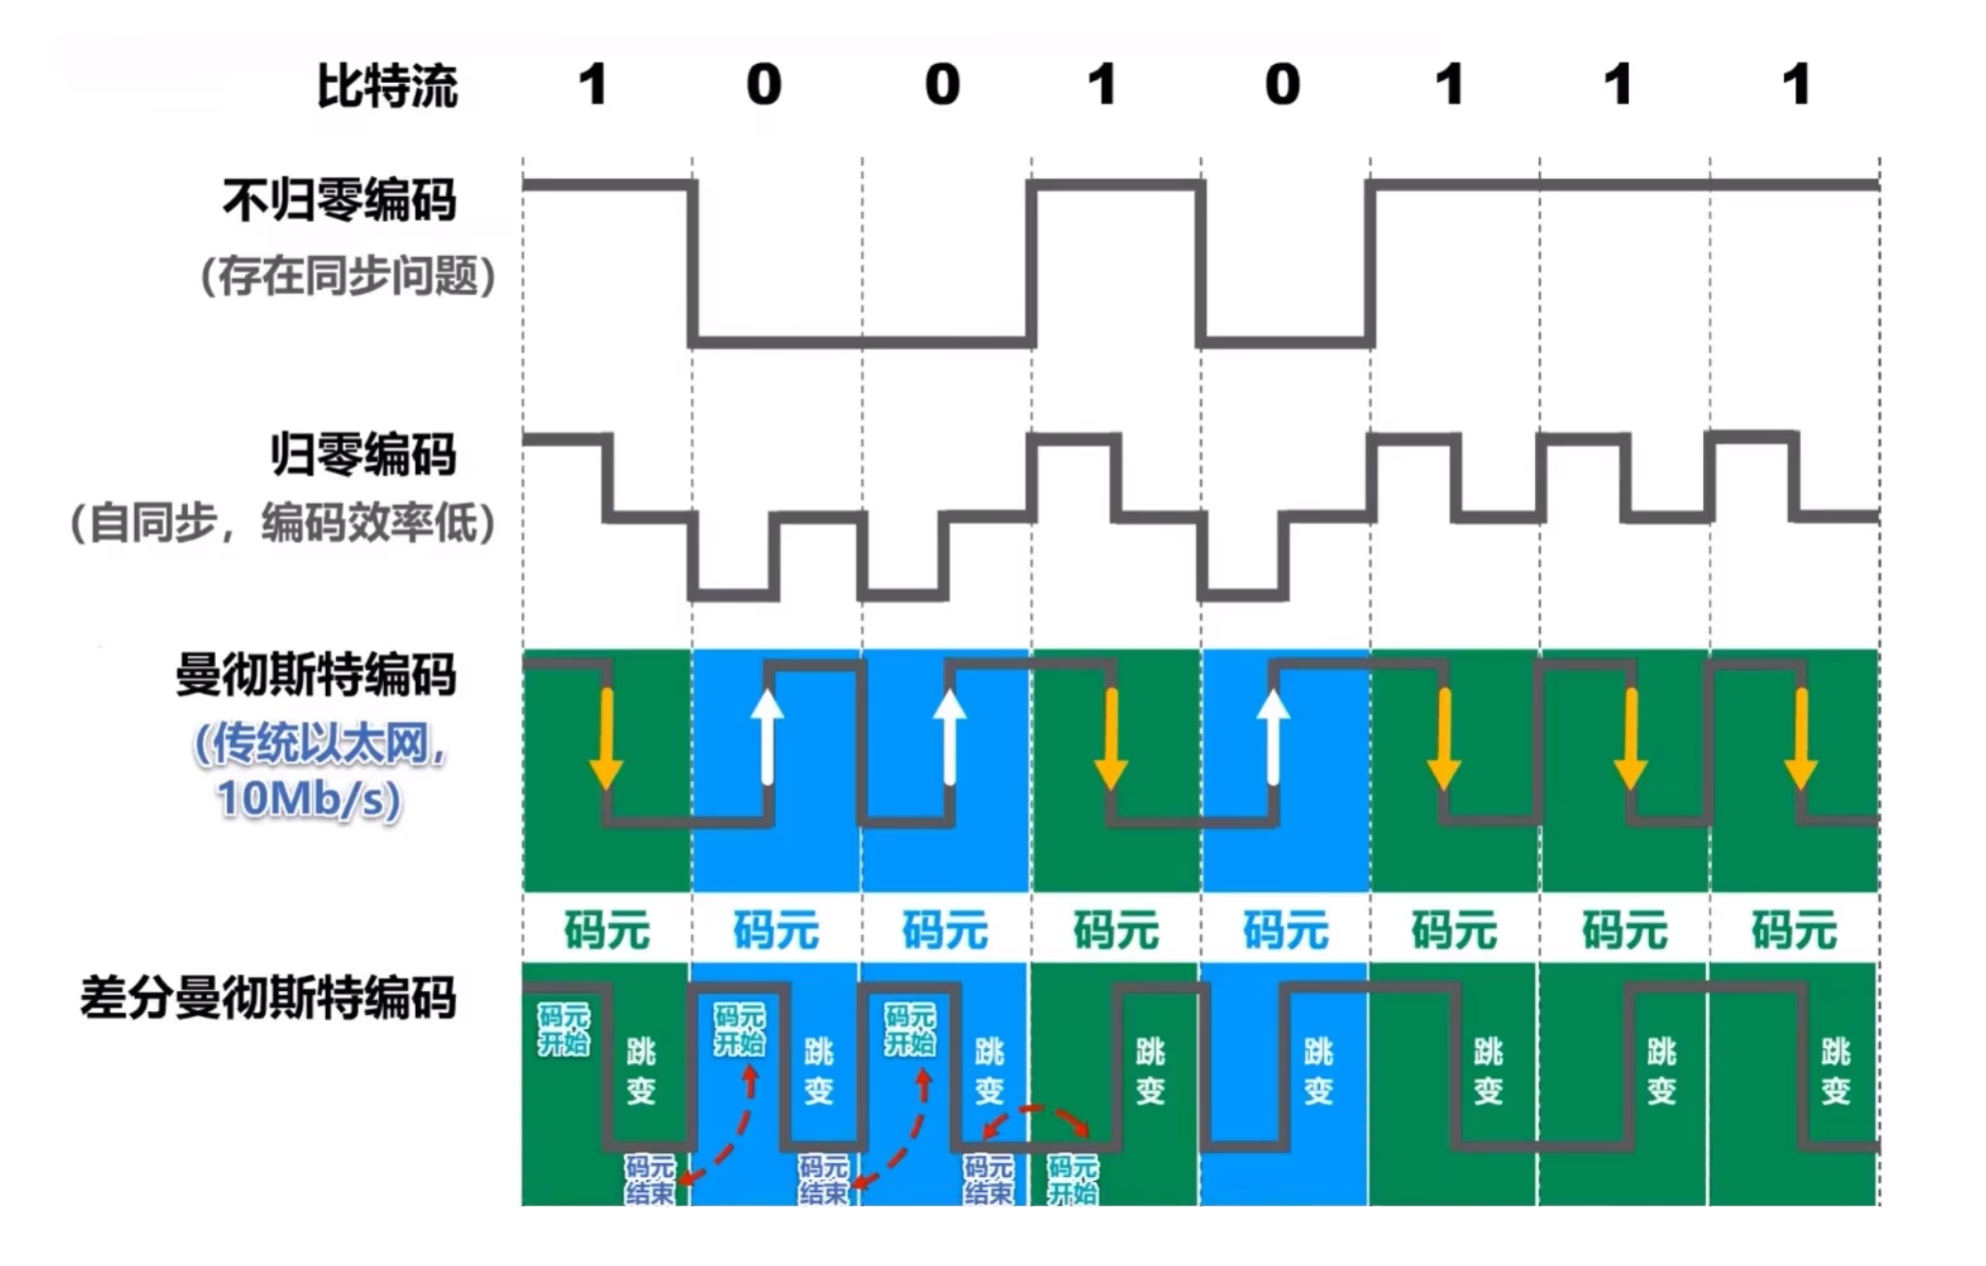 比特流 1 0 0 1 0 1 1 1
不归零编码
（存在同步问题）
归零编码
（自同步，编码效率低）
曼彻斯特编码
（传统以太网，
10Mb/s）
码元 码元 码元 码元 码元 码元 码元 码元
差分曼彻斯特编码
码元
开始
跳
变
码元
结束
码元
开始
跳
变
码元
结束
码元
开始
跳
变
码元
结束
码元
开始
跳
变
跳
变
跳
变
跳
变
跳
变